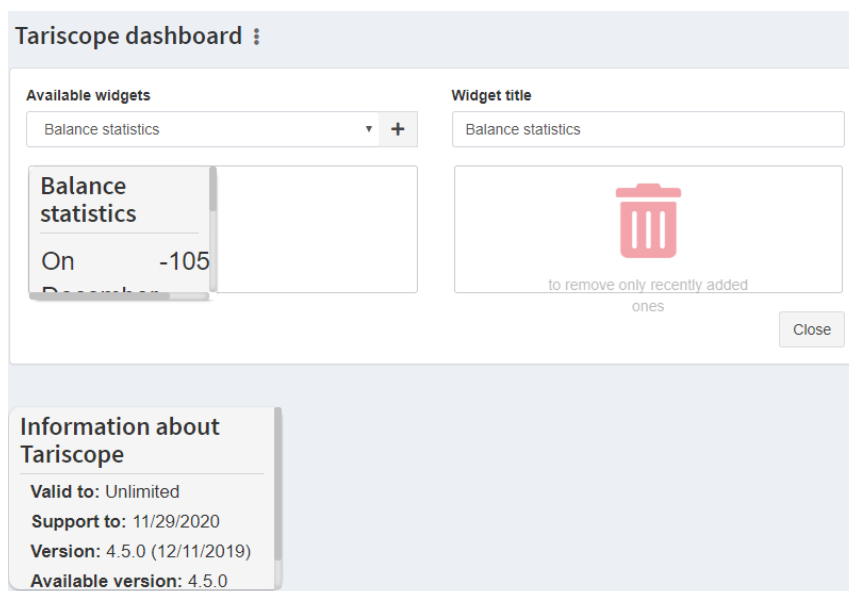 Tariscope dashboard
Available widgets
Widget title
Balance statistics
Balance statistics
Balance
statistics
On -105
to remove only recently added
ones
Close
Information about
Tariscope
Valid to: Unlimited
Support to: 11/29/2020
Version: 4.5.0 (12/11/2019)
Available version: 4.5.0